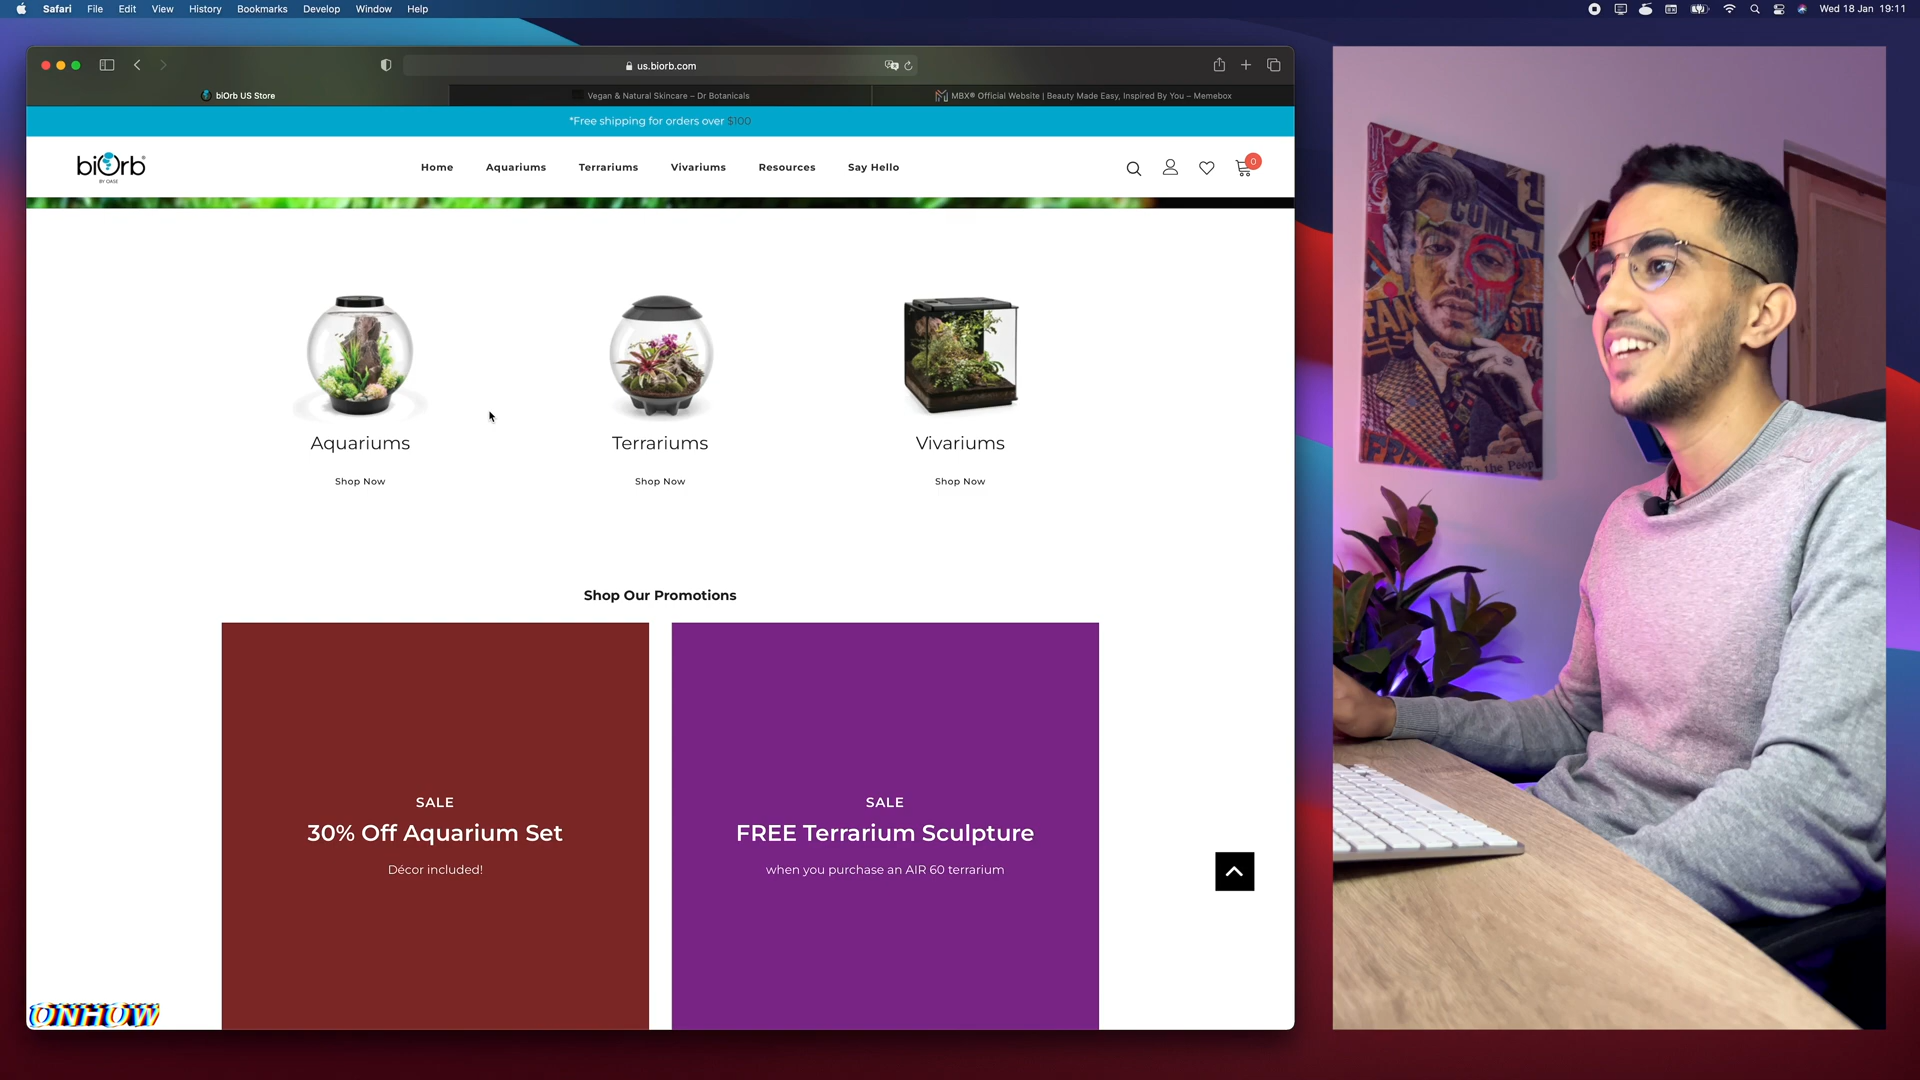 Safari File Edit View History Bookmarks Develop Window Help
Wed 18 Jan 19:11
us.biorb.com
biOrb US Store
Vegan & Natural Skincare – Dr Botanicals
MBX® Official Website | Beauty Made Easy, Inspired By You – Memebox
*Free shipping for orders over $100
biOrb
BY OASE
Home Aquariums Terrariums Vivariums Resources Say Hello
0
Aquariums Terrariums Vivariums
Shop Now Shop Now Shop Now
Shop Our Promotions
SALE
30% Off Aquarium Set
Décor included!
SALE
FREE Terrarium Sculpture
when you purchase an AIR 60 terrarium
ONHOW